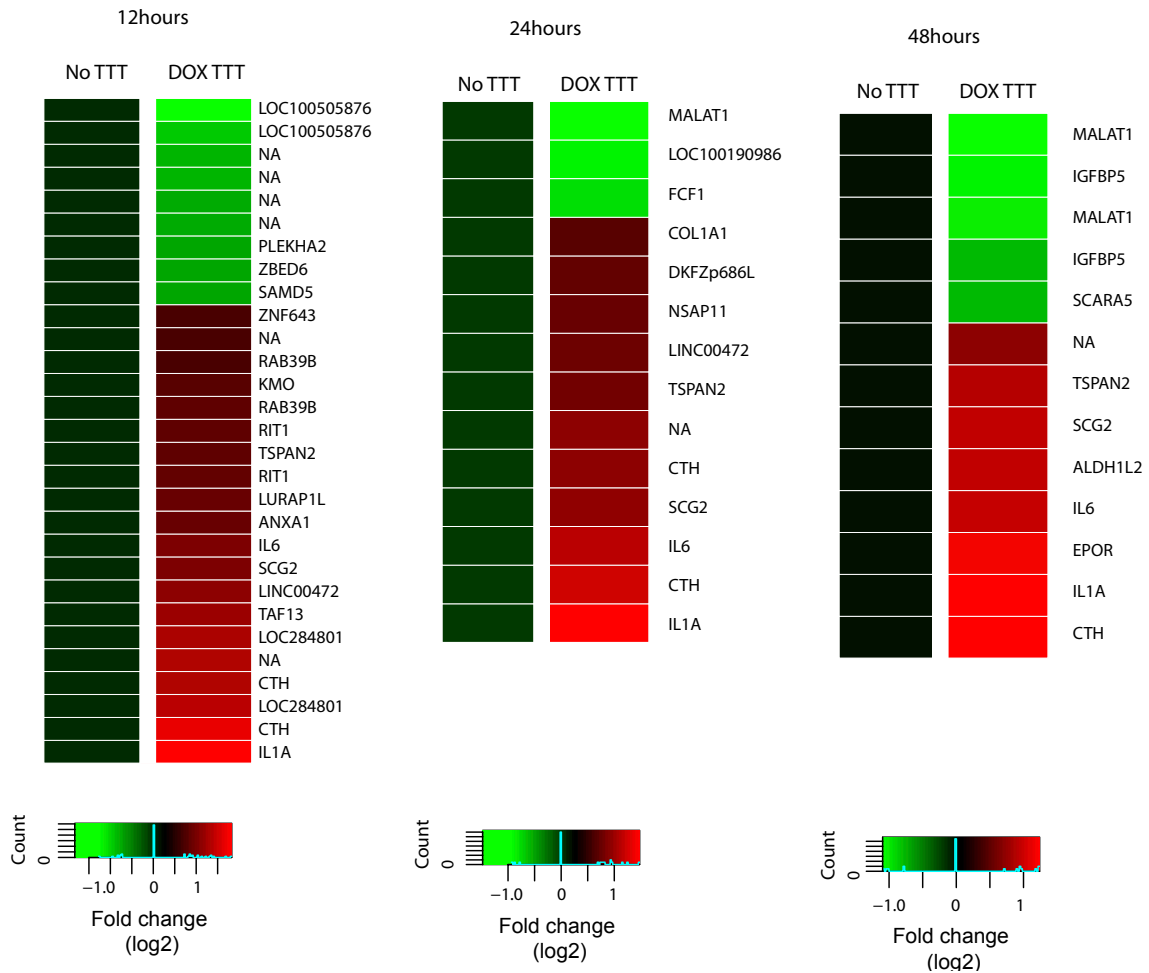 12hours
No TTT DOX TTT
LOC100505876
LOC100505876
NA
NA
NA
NA
PLEKHA2
ZBED6
SAMD5
ZNF643
NA
RAB39B
KMO
RAB39B
RIT1
TSPAN2
RIT1
LURAP1L
ANXA1
IL6
SCG2
LINC00472
TAF13
LOC284801
NA
CTH
LOC284801
CTH
IL1A
Count
0
−1.0 0 1
Fold change
(log2)
24hours
No TTT DOX TTT
MALAT1
LOC100190986
FCF1
COL1A1
DKFZp686L
NSAP11
LINC00472
TSPAN2
NA
CTH
SCG2
IL6
CTH
IL1A
Count
0
−1.0 0 1
Fold change
(log2)
48hours
No TTT DOX TTT
MALAT1
IGFBP5
MALAT1
IGFBP5
SCARA5
NA
TSPAN2
SCG2
ALDH1L2
IL6
EPOR
IL1A
CTH
Count
0
−1.0 0 1
Fold change
(log2)